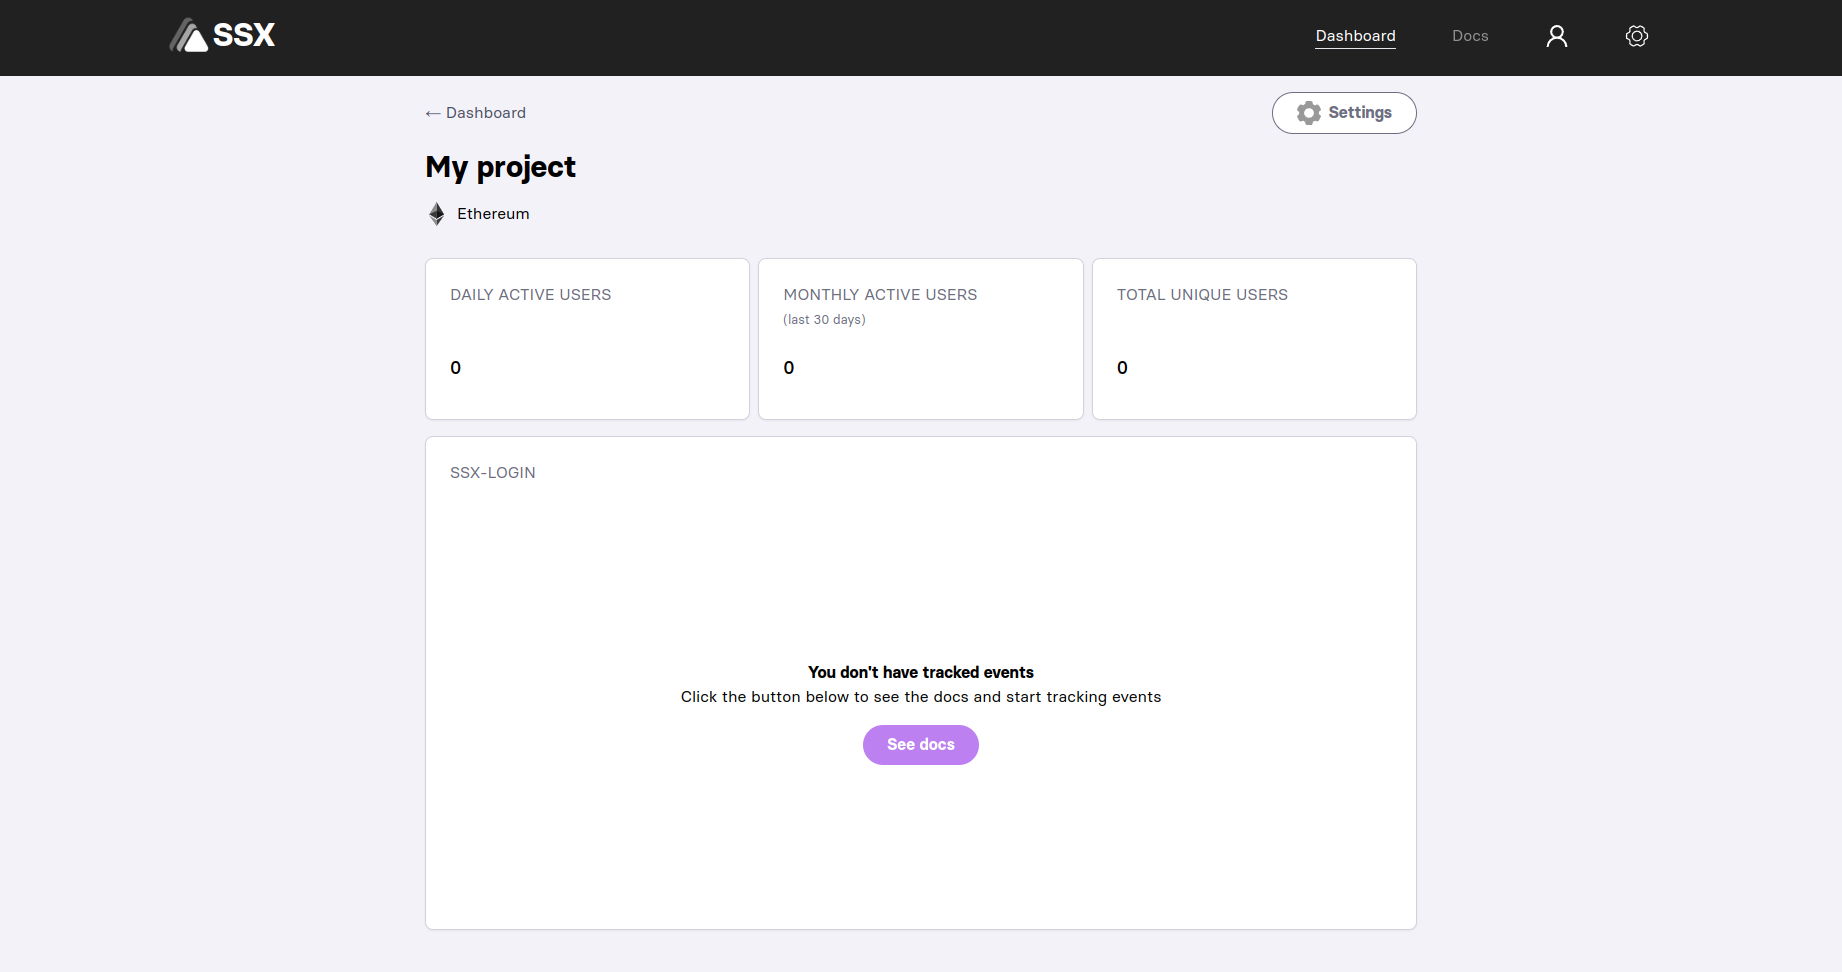 SSX
Dashboard
Docs
← Dashboard
Settings
My project
Ethereum
DAILY ACTIVE USERS
0
MONTHLY ACTIVE USERS
(last 30 days)
0
TOTAL UNIQUE USERS
0
SSX-LOGIN
You don't have tracked events
Click the button below to see the docs and start tracking events
See docs